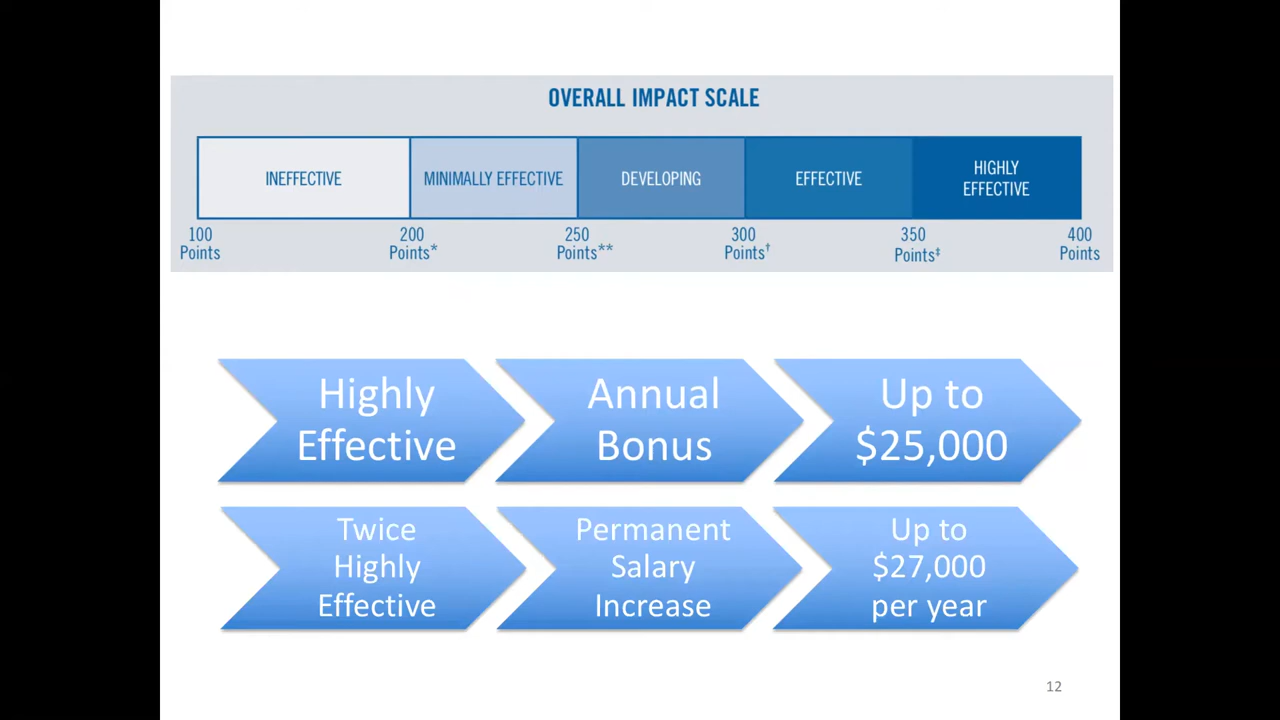 OVERALL IMPACT SCALE
INEFFECTIVE
MINIMALLY EFFECTIVE
DEVELOPING
EFFECTIVE
HIGHLY
EFFECTIVE
100
Points
200
Points*
250
Points**
300
Points†
350
Points‡
400
Points
Highly
Effective
Annual
Bonus
Up to
$25,000
Twice
Highly
Effective
Permanent
Salary
Increase
Up to
$27,000
per year
12